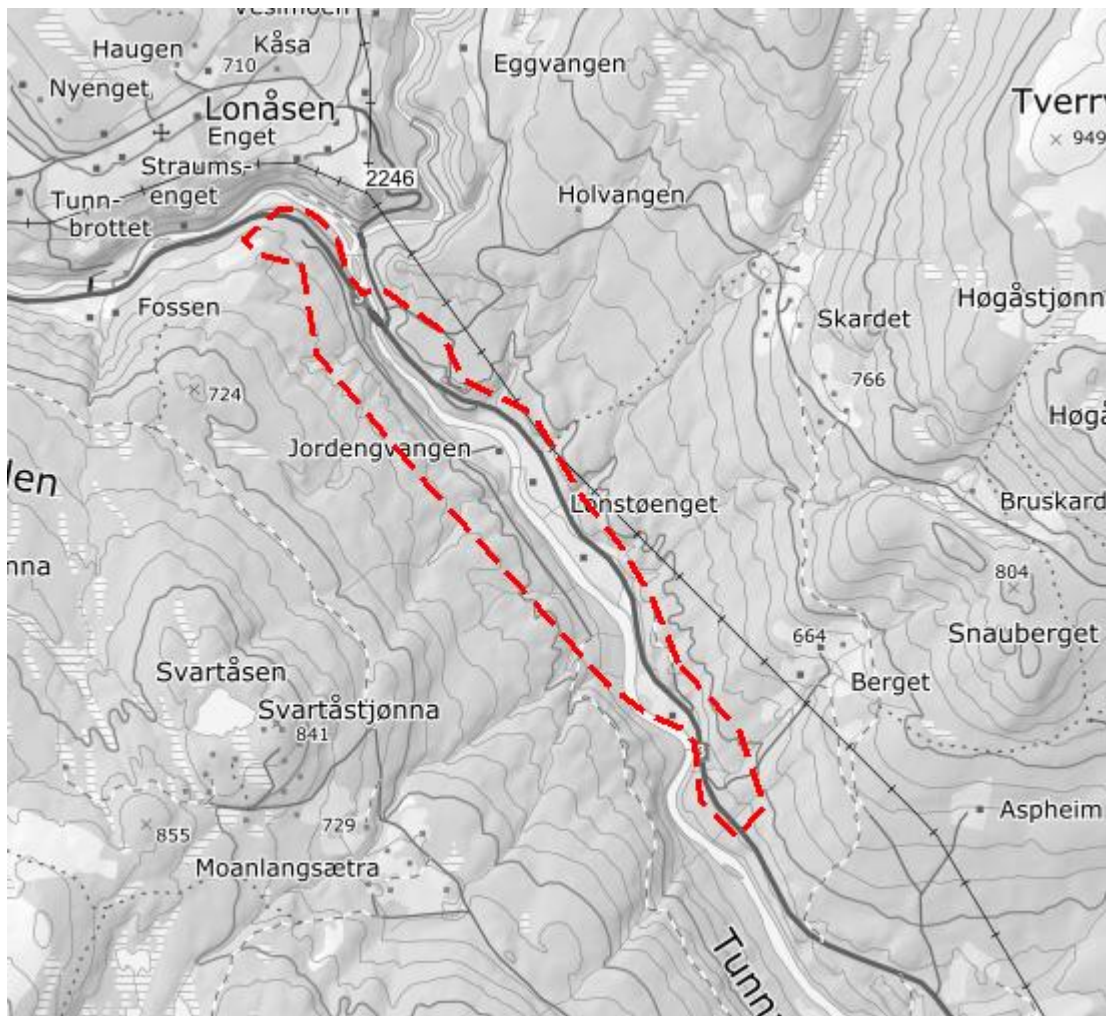 Haugen
Kåsa
710
Eggvangen
Nyenget
Lonåsen
Tverr
949
Enget
Straums-
enget
2246
Tunn-
brottet
Holvangen
Fossen
Skardet
Høgåstjønn
766
724
Høgå
Jordengvangen
Lonstøenget
Bruskard
804
664
Snauberget
Svartåsen
Berget
Svartåstjønna
841
729
855
Aspheim
Moanlangsætra
Tunn